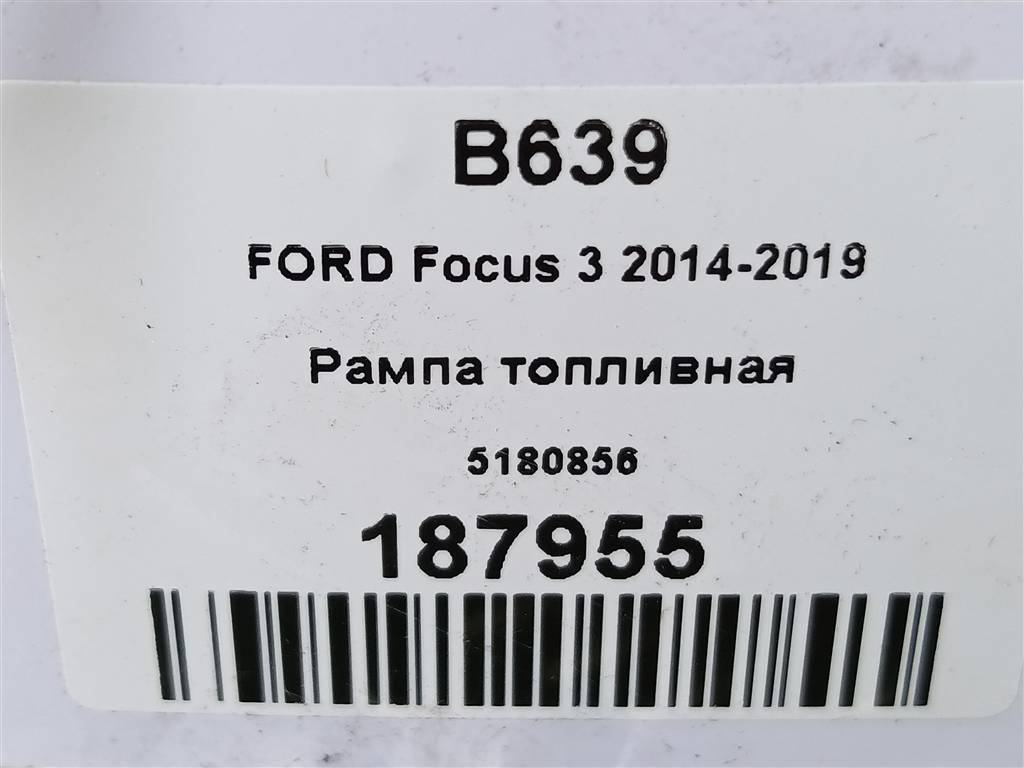 B639
FORD Focus 3 2014-2019
Рампа топливная
5180856
187955